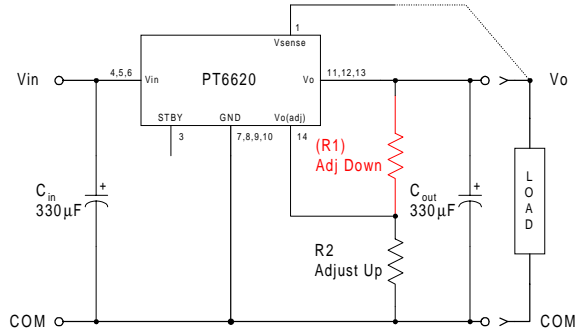 1
Vsense
Vin
4,5,6
Vin
PT6620
Vo
11,12,13
Vo
STBY
GND
Vo(adj)
3
7,8,9,10
14
(R1)
Adj Down
Cin
+
330µF
Cout
+
330µF
LOAD
R2
Adjust Up
COM
COM